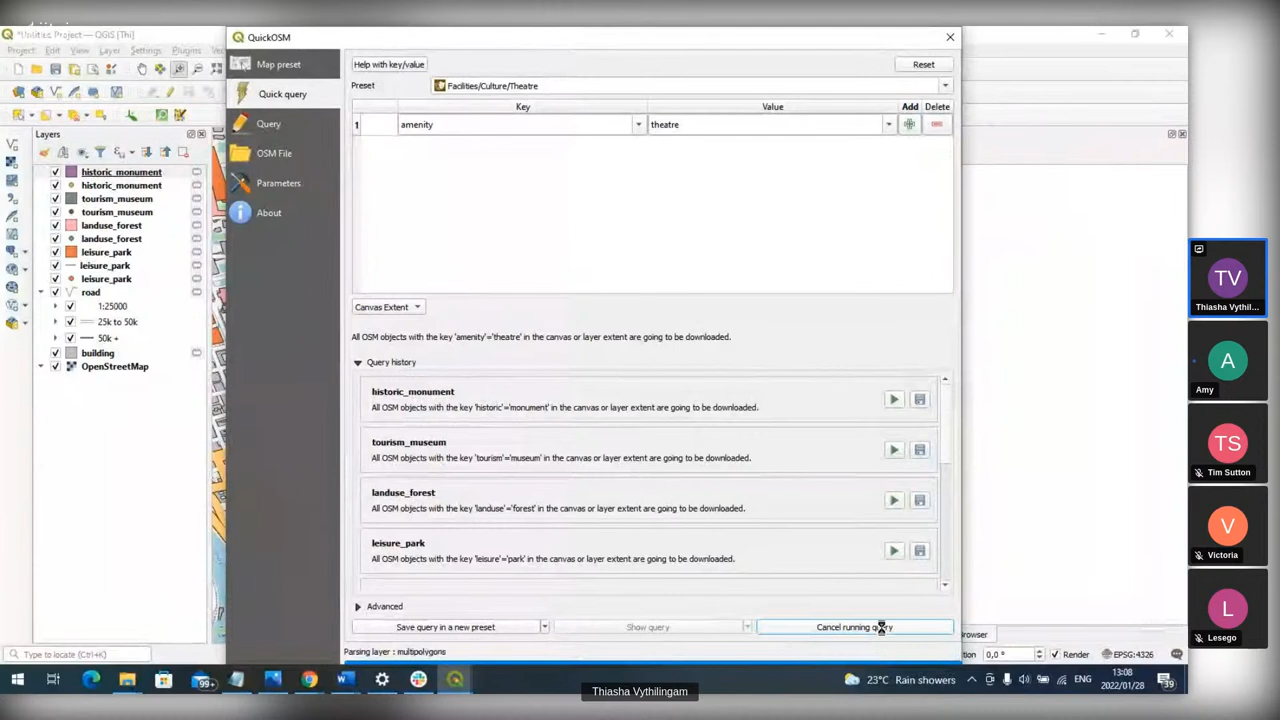 *Untitled Project — QGIS [Thi]
Project Edit View Layer Settings Plugins
QuickOSM
Map preset
Quick query
Query
OSM File
Parameters
About
Help with key/value
Reset
Preset
Facilities/Culture/Theatre
Key
Value
Add
Delete
1
amenity
theatre
Canvas Extent
All OSM objects with the key 'amenity'='theatre' in the canvas or layer extent are going to be downloaded.
Query history
historic_monument
All OSM objects with the key 'historic'='monument' in the canvas or layer extent are going to be downloaded.
tourism_museum
All OSM objects with the key 'tourism'='museum' in the canvas or layer extent are going to be downloaded.
landuse_forest
All OSM objects with the key 'landuse'='forest' in the canvas or layer extent are going to be downloaded.
leisure_park
All OSM objects with the key 'leisure'='park' in the canvas or layer extent are going to be downloaded.
Advanced
Save query in a new preset
Show query
Cancel running query
Parsing layer : multipolygons
Layers
historic_monument
historic_monument
tourism_museum
tourism_museum
landuse_forest
landuse_forest
leisure_park
leisure_park
leisure_park
road
1:25000
25k to 50k
50k +
building
OpenStreetMap
Type to locate (Ctrl+K)
0,0 °
Render
EPSG:4326
99+
23°C Rain showers
ENG
13:08
2022/01/28
39
TV
Thiasha Vythil...
A
Amy
TS
Tim Sutton
V
Victoria
L
Lesego
Thiasha Vythilingam